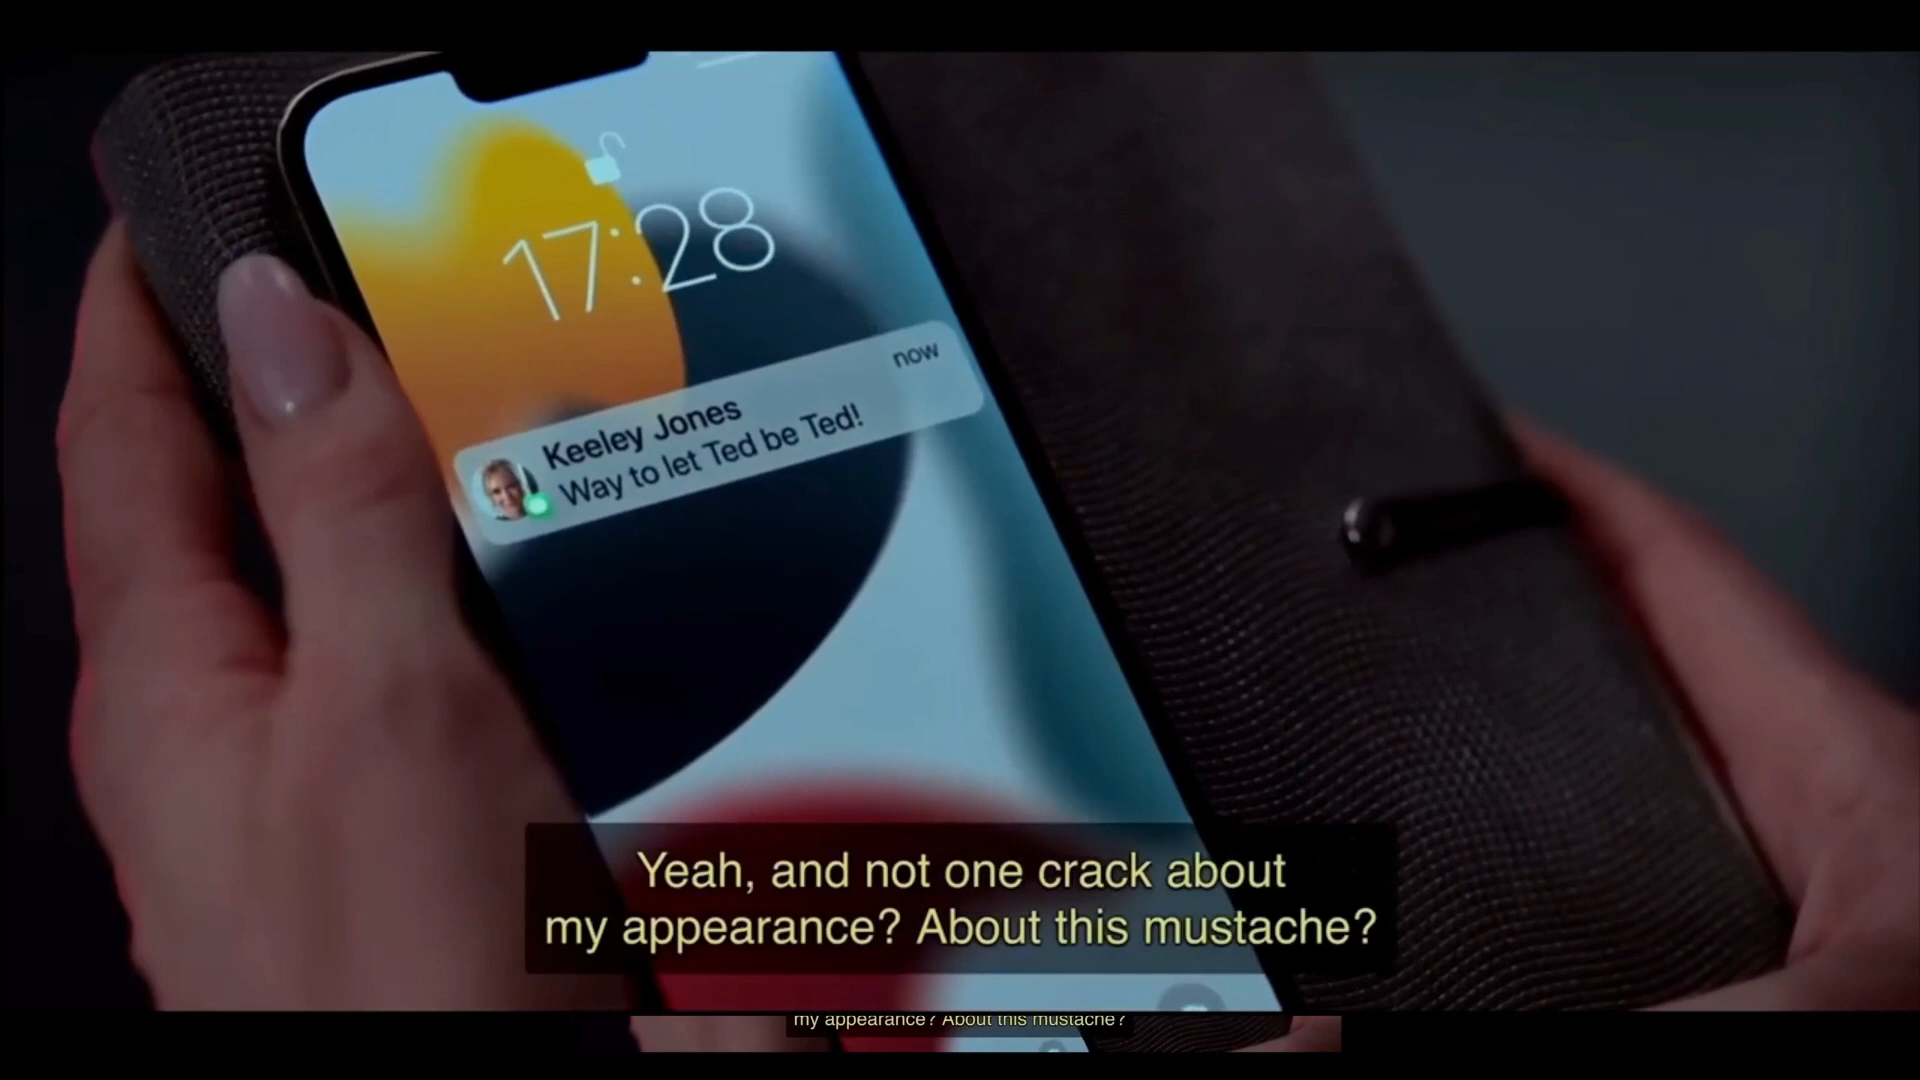 17:28
now
Keeley Jones
Way to let Ted be Ted!
Yeah, and not one crack about
my appearance? About this mustache?
my appearance? About this mustache?